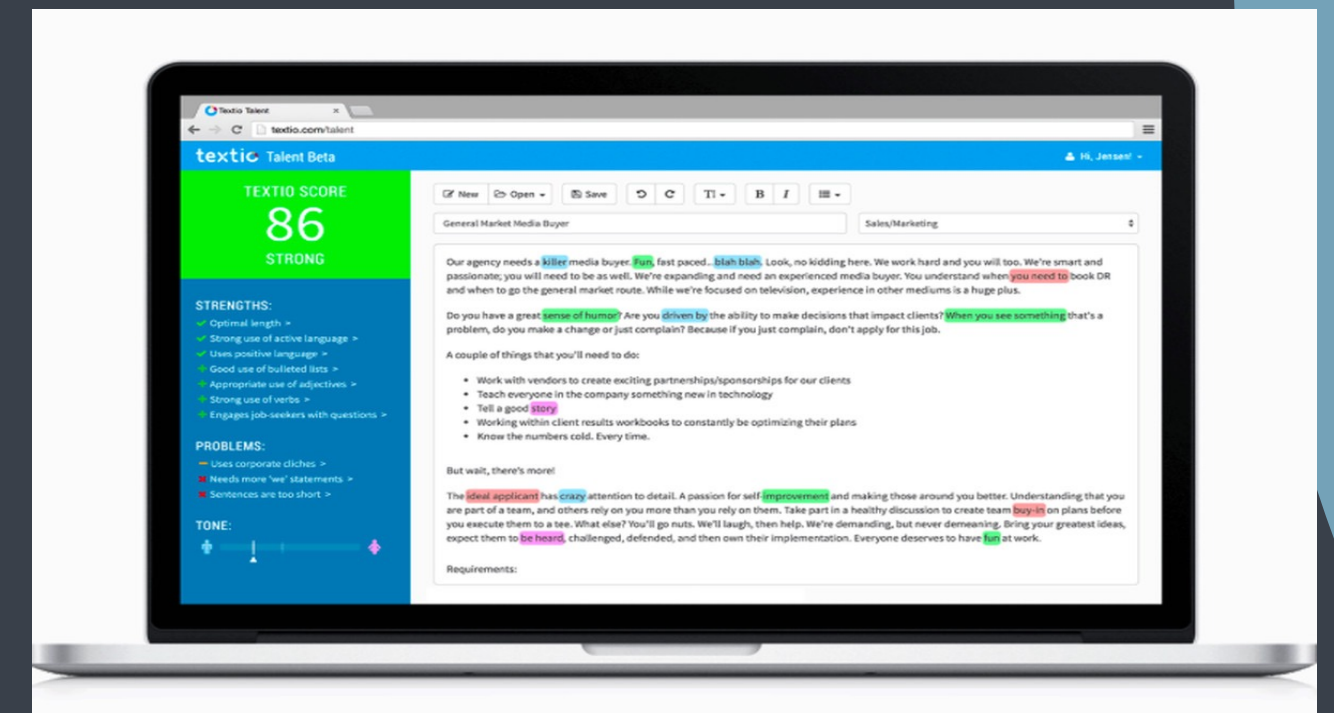 Textio Talent
textio.com/talent
textio Talent Beta
Hi, Jensen!
TEXTIO SCORE
86
STRONG
STRENGTHS:
Optimal length >
Strong use of active language >
Uses positive language >
Good use of bulleted lists >
Appropriate use of adjectives >
Strong use of verbs >
Engages job-seekers with questions >
PROBLEMS:
Uses corporate cliches >
Needs more 'we' statements >
Sentences are too short >
TONE:
New Open Save T B I
General Market Media Buyer Sales/Marketing
Our agency needs a killer media buyer. Fun, fast paced...blah blah. Look, no kidding here. We work hard and you will too. We're smart and
passionate; you will need to be as well. We're expanding and need an experienced media buyer. You understand when you need to book DR
and when to go the general market route. While we're focused on television, experience in other mediums is a huge plus.
Do you have a great sense of humor? Are you driven by the ability to make decisions that impact clients? When you see something that's a
problem, do you make a change or just complain? Because if you just complain, don't apply for this job.
A couple of things that you'll need to do:
• Work with vendors to create exciting partnerships/sponsorships for our clients
• Teach everyone in the company something new in technology
• Tell a good story
• Working within client results workbooks to constantly be optimizing their plans
• Know the numbers cold. Every time.
But wait, there's more!
The ideal applicant has crazy attention to detail. A passion for self-improvement and making those around you better. Understanding that you
are part of a team, and others rely on you more than you rely on them. Take part in a healthy discussion to create team buy-in on plans before
you execute them to a tee. What else? You'll go nuts. We'll laugh, then help. We're demanding, but never demeaning. Bring your greatest ideas,
expect them to be heard, challenged, defended, and then own their implementation. Everyone deserves to have fun at work.
Requirements: